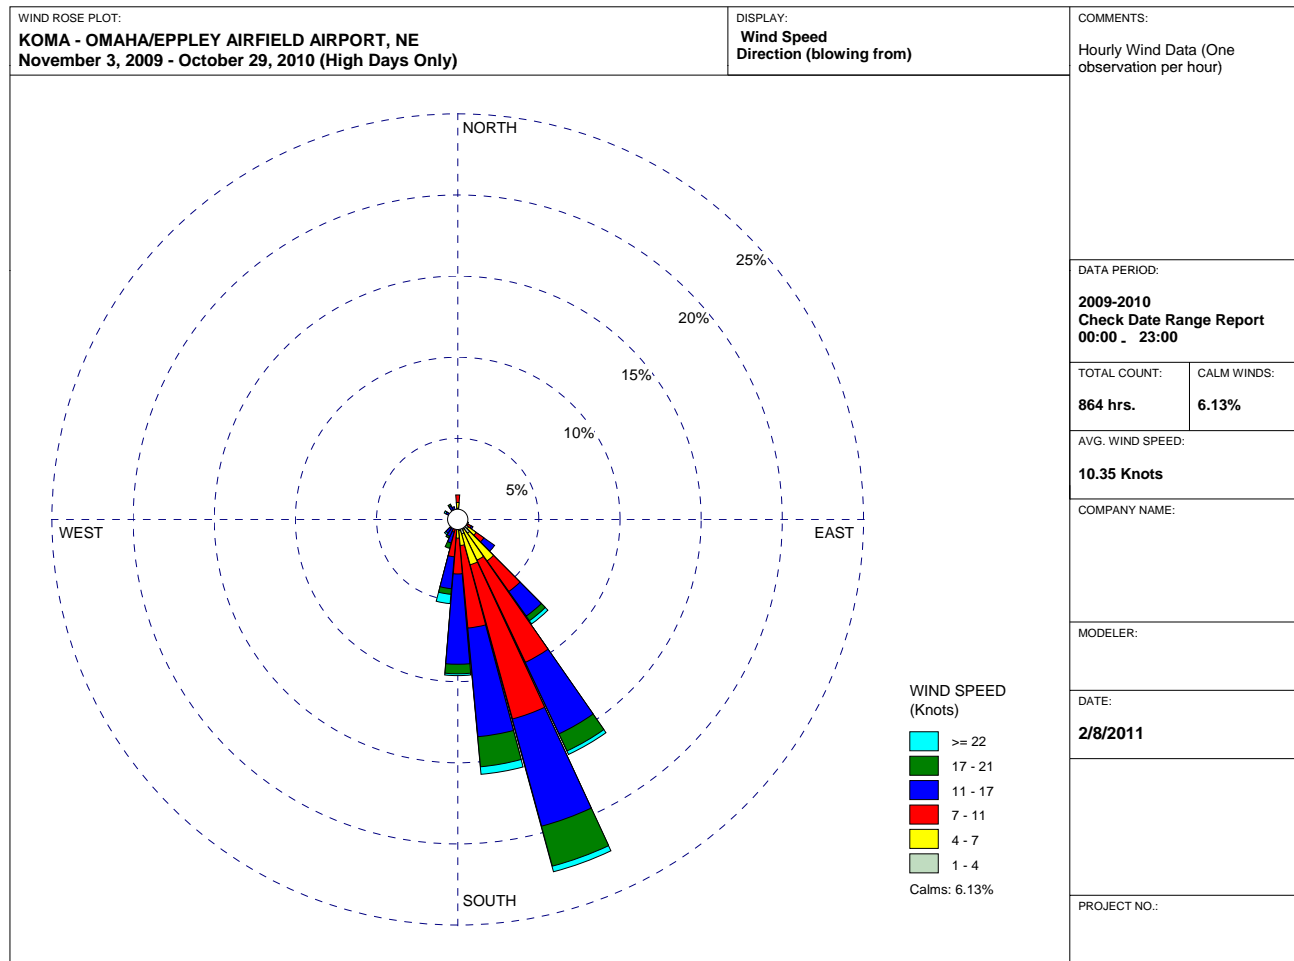 WIND ROSE PLOT:
KOMA - OMAHA/EPPLEY AIRFIELD AIRPORT, NE
November 3, 2009 - October 29, 2010 (High Days Only)
DISPLAY:
Wind Speed
Direction (blowing from)
COMMENTS:
Hourly Wind Data (One
observation per hour)
NORTH
25%
20%
15%
10%
5%
WEST
EAST
SOUTH
WIND SPEED
(Knots)
>= 22
17 - 21
11 - 17
7 - 11
4 - 7
1 - 4
Calms: 6.13%
DATA PERIOD:
2009-2010
Check Date Range Report
00:00 - 23:00
TOTAL COUNT:
864 hrs.
CALM WINDS:
6.13%
AVG. WIND SPEED:
10.35 Knots
COMPANY NAME:
MODELER:
DATE:
2/8/2011
PROJECT NO.: